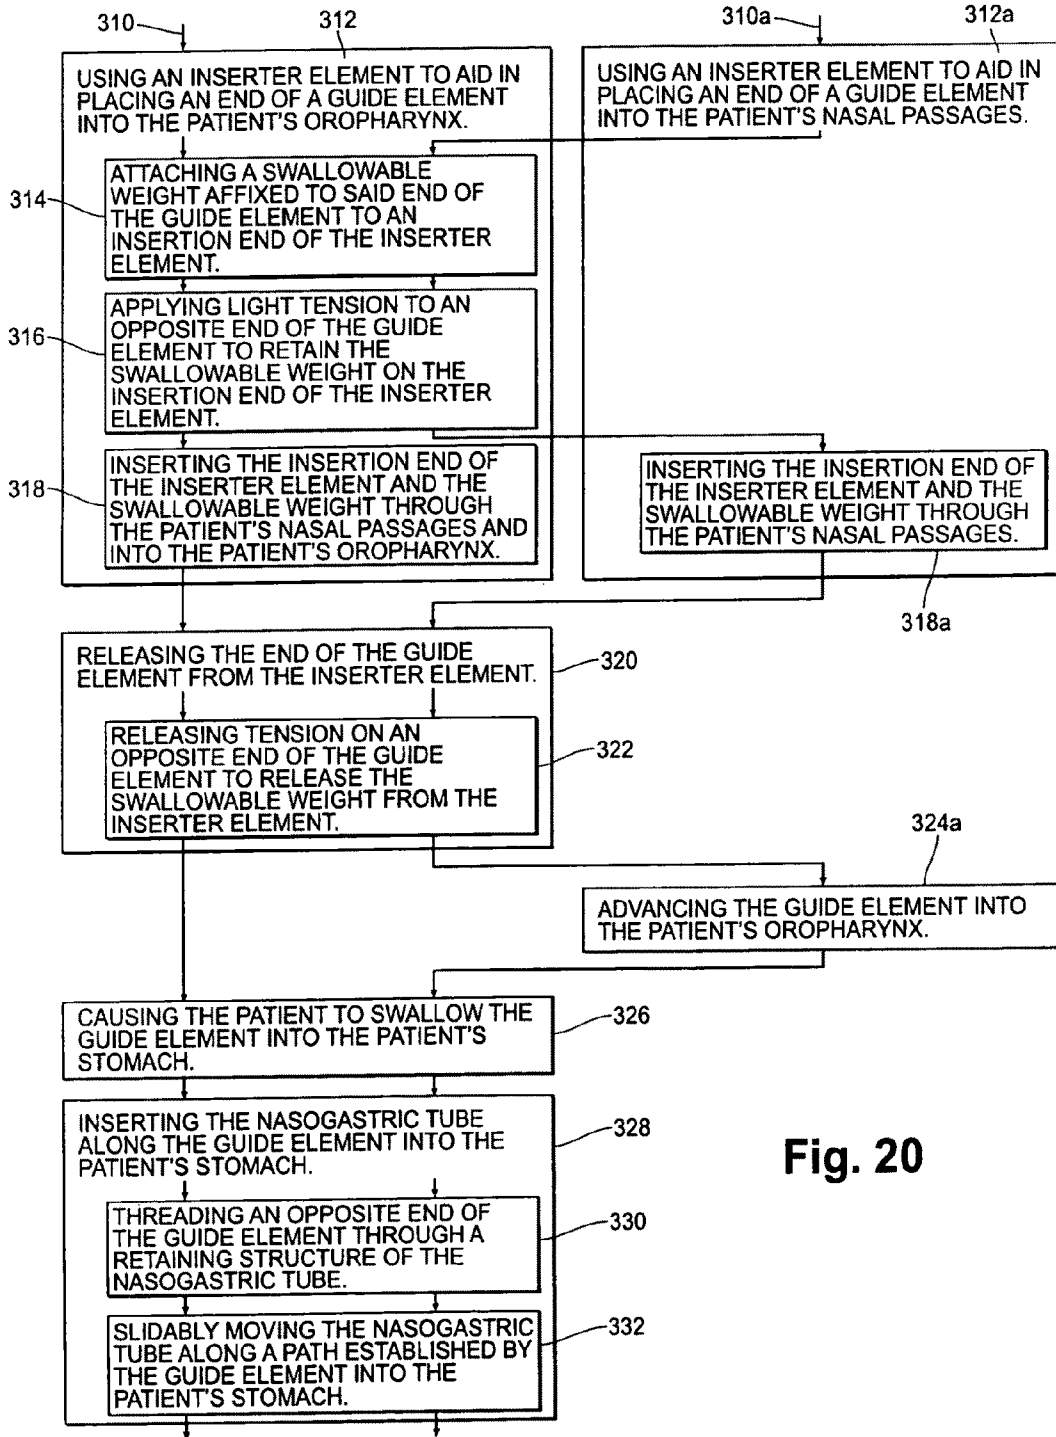 310
312
310a
312a
USING AN INSERTER ELEMENT TO AID IN
PLACING AN END OF A GUIDE ELEMENT
INTO THE PATIENT'S OROPHARYNX.
USING AN INSERTER ELEMENT TO AID IN
PLACING AN END OF A GUIDE ELEMENT
INTO THE PATIENT'S NASAL PASSAGES.
314
ATTACHING A SWALLOWABLE
WEIGHT AFFIXED TO SAID END OF
THE GUIDE ELEMENT TO AN
INSERTION END OF THE INSERTER
ELEMENT.
316
APPLYING LIGHT TENSION TO AN
OPPOSITE END OF THE GUIDE
ELEMENT TO RETAIN THE
SWALLOWABLE WEIGHT ON THE
INSERTION END OF THE INSERTER
ELEMENT.
318
INSERTING THE INSERTION END OF
THE INSERTER ELEMENT AND THE
SWALLOWABLE WEIGHT THROUGH
THE PATIENT'S NASAL PASSAGES AND
INTO THE PATIENT'S OROPHARYNX.
INSERTING THE INSERTION END OF
THE INSERTER ELEMENT AND THE
SWALLOWABLE WEIGHT THROUGH
THE PATIENT'S NASAL PASSAGES.
318a
RELEASING THE END OF THE GUIDE
ELEMENT FROM THE INSERTER ELEMENT.
320
RELEASING TENSION ON AN
OPPOSITE END OF THE GUIDE
ELEMENT TO RELEASE THE
SWALLOWABLE WEIGHT FROM THE
INSERTER ELEMENT.
322
324a
ADVANCING THE GUIDE ELEMENT INTO
THE PATIENT'S OROPHARYNX.
CAUSING THE PATIENT TO SWALLOW THE
GUIDE ELEMENT INTO THE PATIENT'S
STOMACH.
326
INSERTING THE NASOGASTRIC TUBE
ALONG THE GUIDE ELEMENT INTO THE
PATIENT'S STOMACH.
328
THREADING AN OPPOSITE END OF
THE GUIDE ELEMENT THROUGH A
RETAINING STRUCTURE OF THE
NASOGASTRIC TUBE.
330
SLIDABLY MOVING THE NASOGASTRIC
TUBE ALONG A PATH ESTABLISHED BY
THE GUIDE ELEMENT INTO THE
PATIENT'S STOMACH.
332
Fig. 20